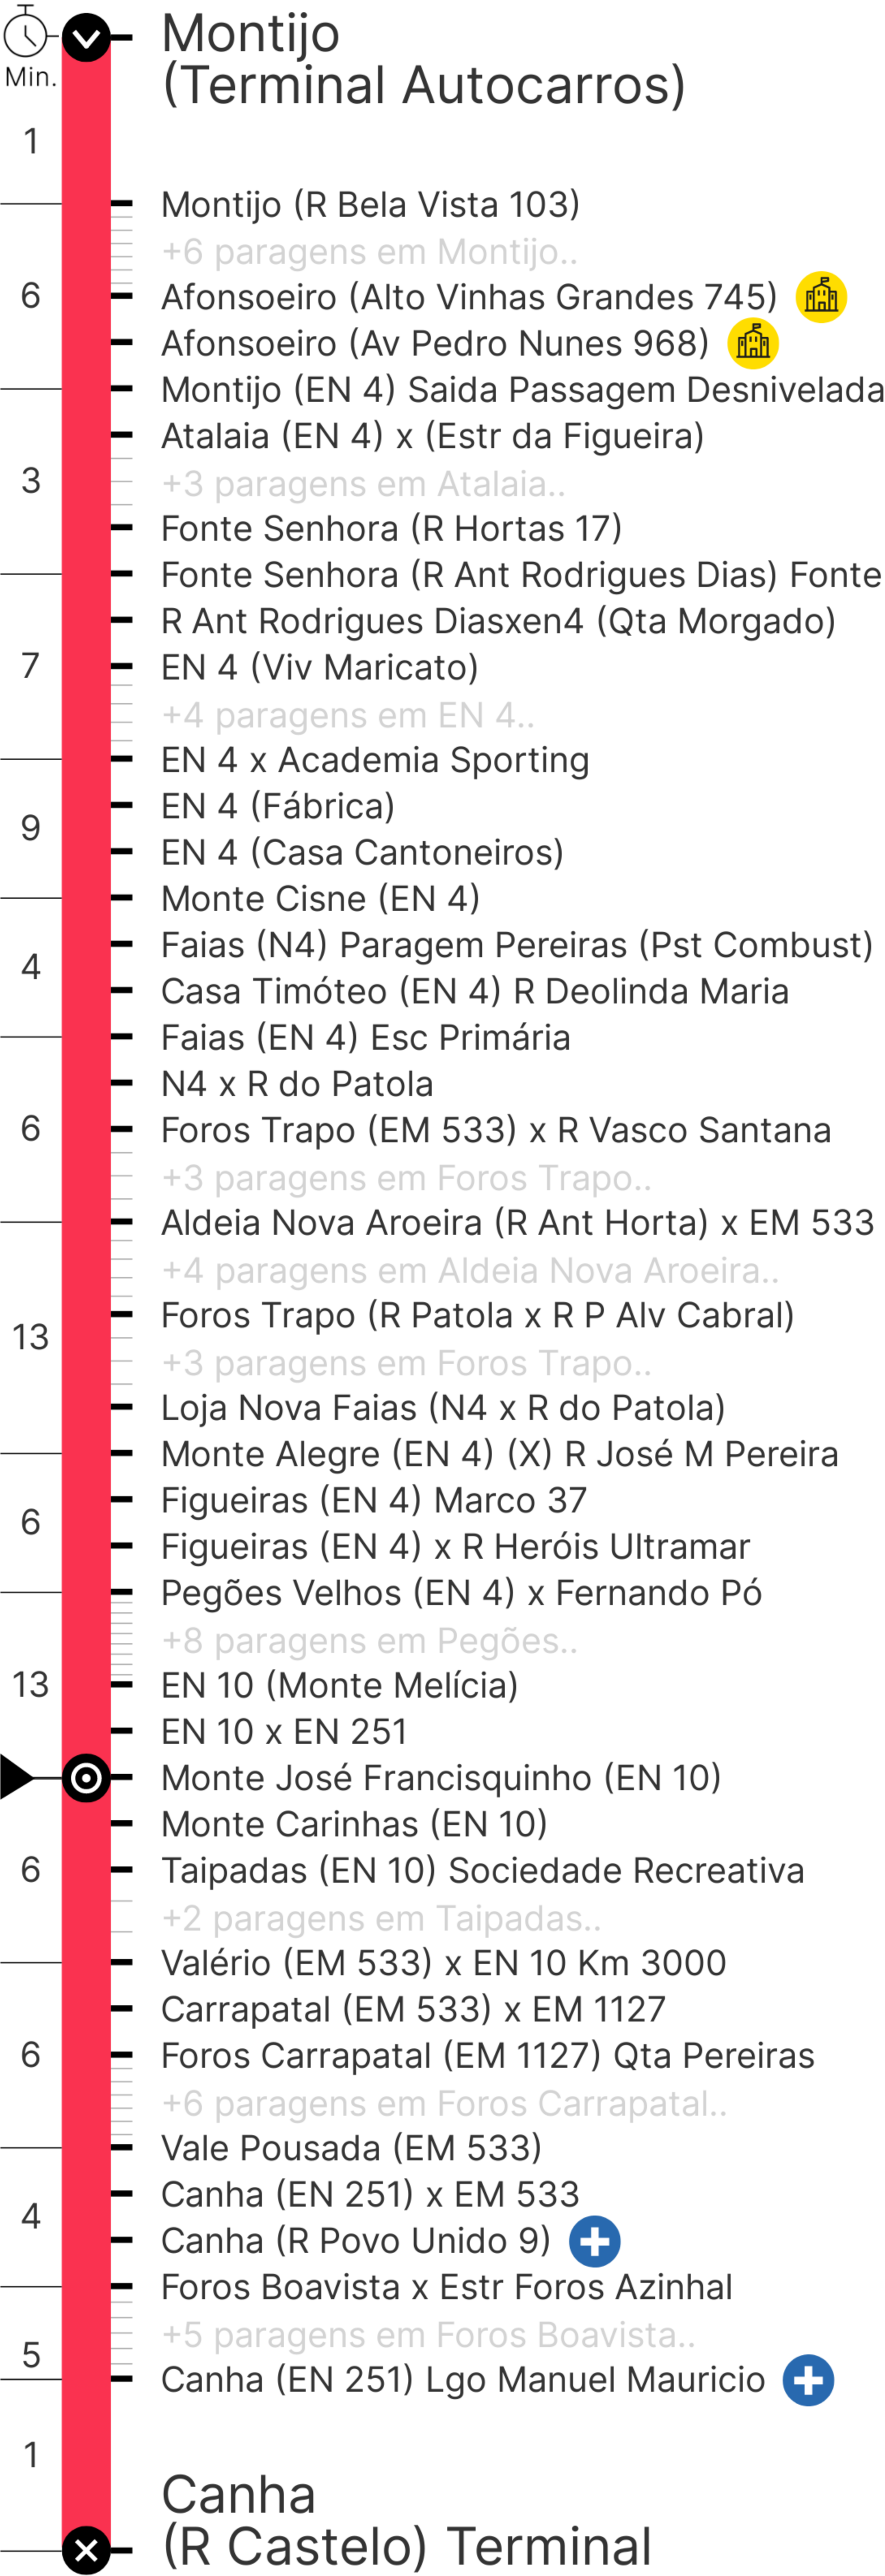 Montijo
(Terminal Autocarros)
Min.
1
Montijo (R Bela Vista 103)
+6 paragens em Montijo..
6
Afonsoeiro (Alto Vinhas Grandes 745)
Afonsoeiro (Av Pedro Nunes 968)
Montijo (EN 4) Saida Passagem Desnivelada
Atalaia (EN 4) x (Estr da Figueira)
3
+3 paragens em Atalaia..
Fonte Senhora (R Hortas 17)
Fonte Senhora (R Ant Rodrigues Dias) Fonte
R Ant Rodrigues Diasxen4 (Qta Morgado)
7
EN 4 (Viv Maricato)
+4 paragens em EN 4..
EN 4 x Academia Sporting
EN 4 (Fábrica)
9
EN 4 (Casa Cantoneiros)
Monte Cisne (EN 4)
Faias (N4) Paragem Pereiras (Pst Combust)
4
Casa Timóteo (EN 4) R Deolinda Maria
Faias (EN 4) Esc Primária
N4 x R do Patola
6
Foros Trapo (EM 533) x R Vasco Santana
+3 paragens em Foros Trapo..
Aldeia Nova Aroeira (R Ant Horta) x EM 533
+4 paragens em Aldeia Nova Aroeira..
Foros Trapo (R Patola x R P Alv Cabral)
13
+3 paragens em Foros Trapo..
Loja Nova Faias (N4 x R do Patola)
Monte Alegre (EN 4) (X) R José M Pereira
Figueiras (EN 4) Marco 37
6
Figueiras (EN 4) x R Heróis Ultramar
Pegões Velhos (EN 4) x Fernando Pó
+8 paragens em Pegões..
13
EN 10 (Monte Melícia)
EN 10 x EN 251
Monte José Francisquinho (EN 10)
Monte Carinhas (EN 10)
6
Taipadas (EN 10) Sociedade Recreativa
+2 paragens em Taipadas..
Valério (EM 533) x EN 10 Km 3000
Carrapatal (EM 533) x EM 1127
6
Foros Carrapatal (EM 1127) Qta Pereiras
+6 paragens em Foros Carrapatal..
Vale Pousada (EM 533)
Canha (EN 251) x EM 533
4
Canha (R Povo Unido 9)
Foros Boavista x Estr Foros Azinhal
+5 paragens em Foros Boavista..
5
Canha (EN 251) Lgo Manuel Mauricio
1
Canha
(R Castelo) Terminal